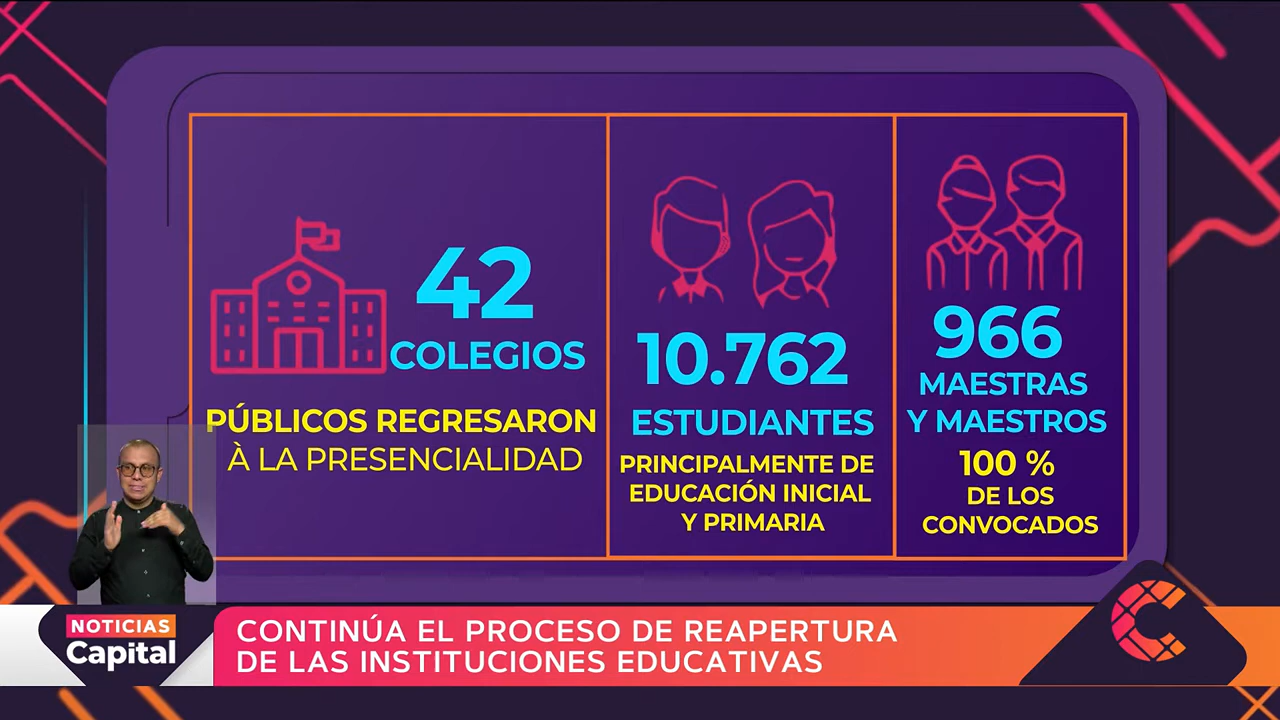 42
COLEGIOS
PÚBLICOS REGRESARON
À LA PRESENCIALIDAD
10.762
ESTUDIANTES
PRINCIPALMENTE DE
EDUCACIÓN INICIAL
Y PRIMARIA
966
MAESTRAS
Y MAESTROS
100 %
DE LOS
CONVOCADOS
NOTICIAS
Capital
CONTINÚA EL PROCESO DE REAPERTURA
DE LAS INSTITUCIONES EDUCATIVAS